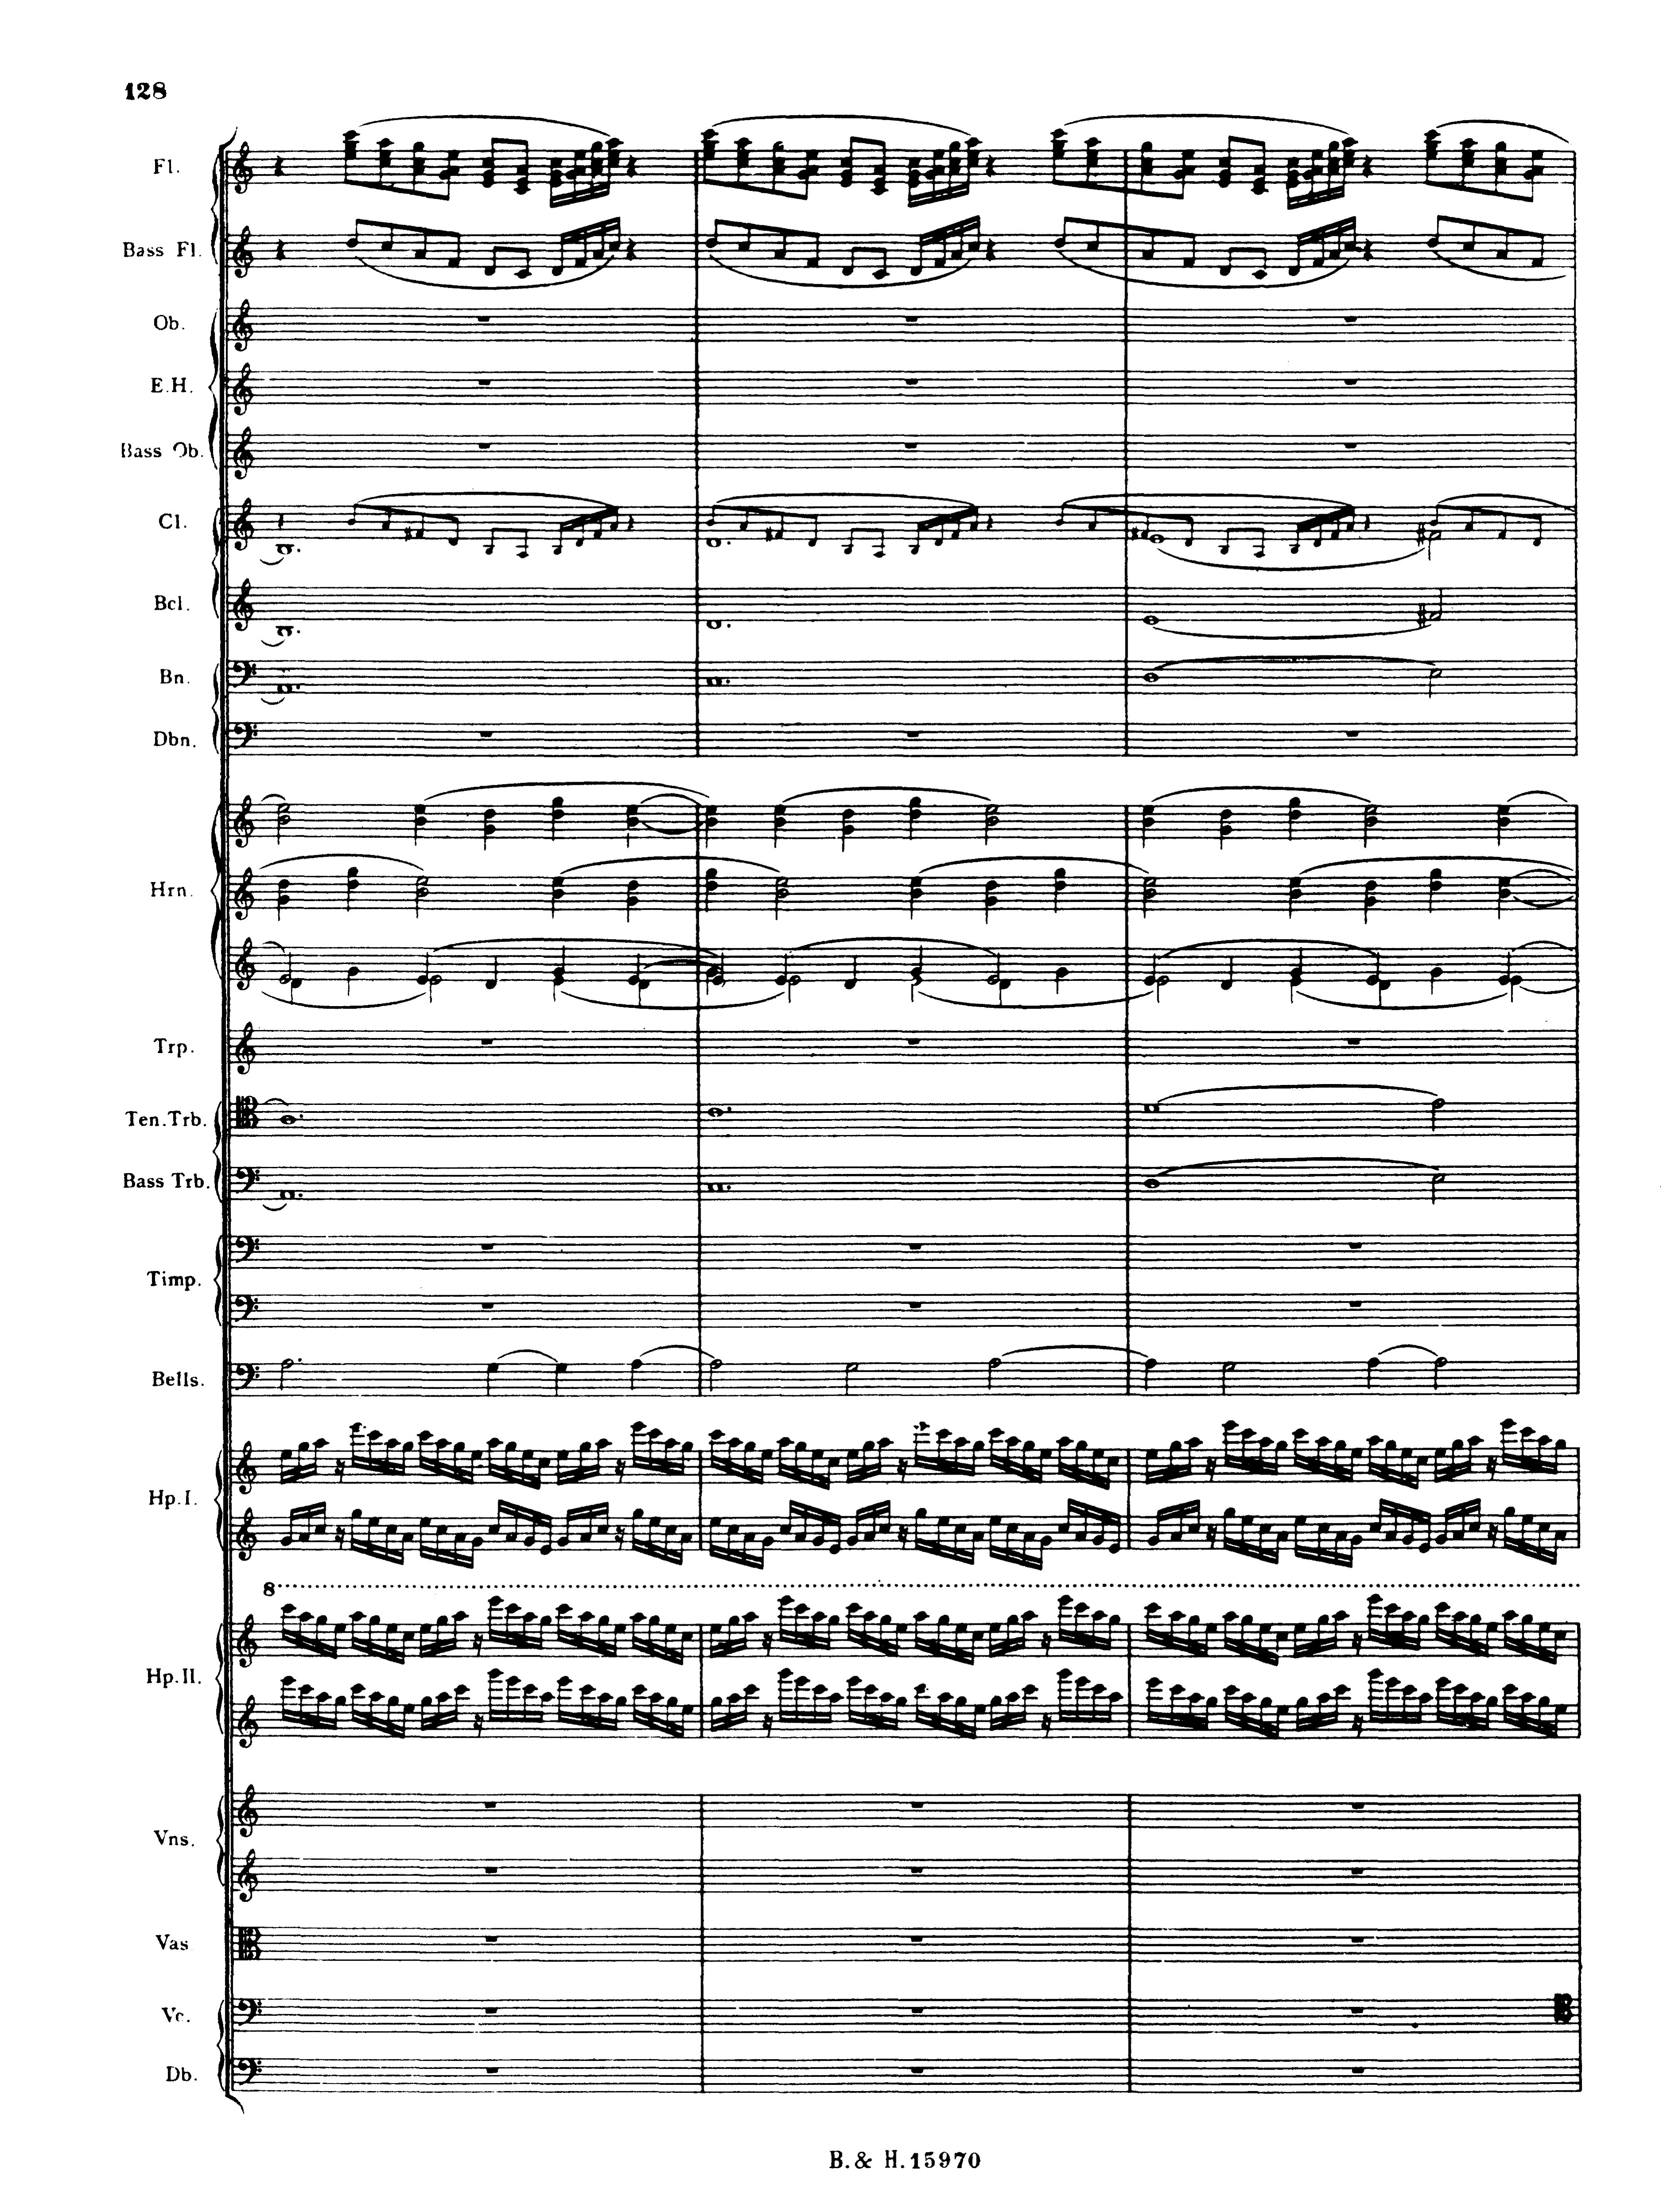 128
Fl.
Bass Fl.
Ob.
E.H.
Bass Ob.
Cl.
Bcl.
Bn.
Dbn.
Hrn.
Trp.
Ten.Trb.
Bass Trb.
Timp.
Bells.
Hp.I.
8
Hp.II.
Vns.
Vas
Vc.
Db.
B.& H.15970